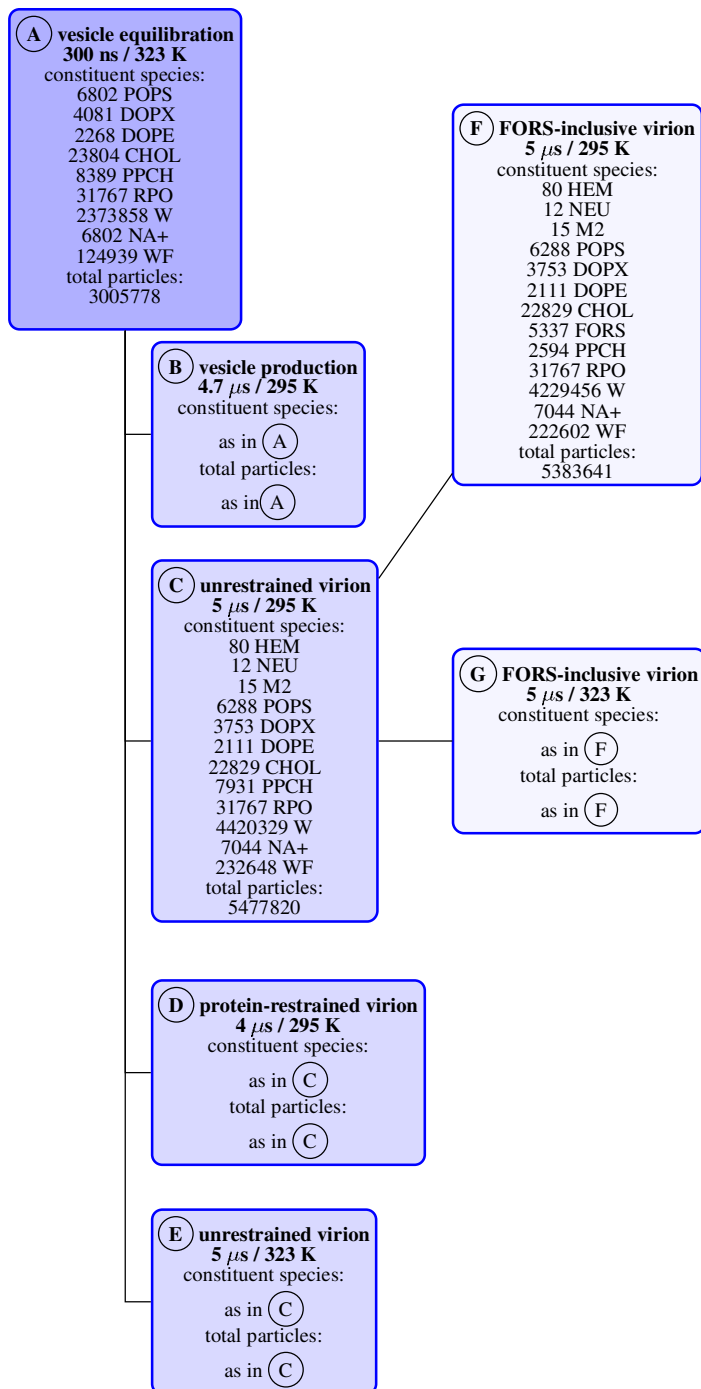 A vesicle equilibration
300 ns / 323 K
constituent species:
6802 POPS
4081 DOPX
2268 DOPE
23804 CHOL
8389 PPCH
31767 RPO
2373858 W
6802 NA+
124939 WF
total particles:
3005778
B vesicle production
4.7 μs / 295 K
constituent species:
as in A
total particles:
as in A
C unrestrained virion
5 μs / 295 K
constituent species:
80 HEM
12 NEU
15 M2
6288 POPS
3753 DOPX
2111 DOPE
22829 CHOL
7931 PPCH
31767 RPO
4420329 W
7044 NA+
232648 WF
total particles:
5477820
D protein-restrained virion
4 μs / 295 K
constituent species:
as in C
total particles:
as in C
E unrestrained virion
5 μs / 323 K
constituent species:
as in C
total particles:
as in C
F FORS-inclusive virion
5 μs / 295 K
constituent species:
80 HEM
12 NEU
15 M2
6288 POPS
3753 DOPX
2111 DOPE
22829 CHOL
5337 FORS
2594 PPCH
31767 RPO
4229456 W
7044 NA+
222602 WF
total particles:
5383641
G FORS-inclusive virion
5 μs / 323 K
constituent species:
as in F
total particles:
as in F